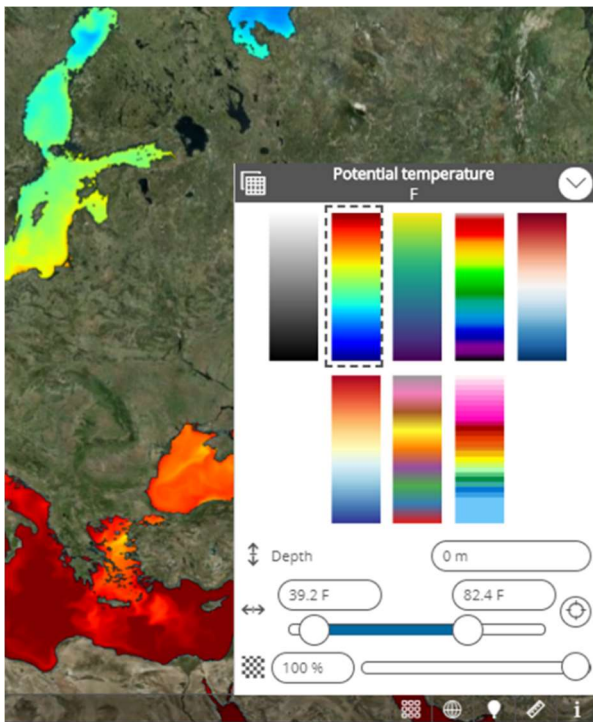 Potential temperature
F
Depth
0 m
39.2 F
82.4 F
100 %
i